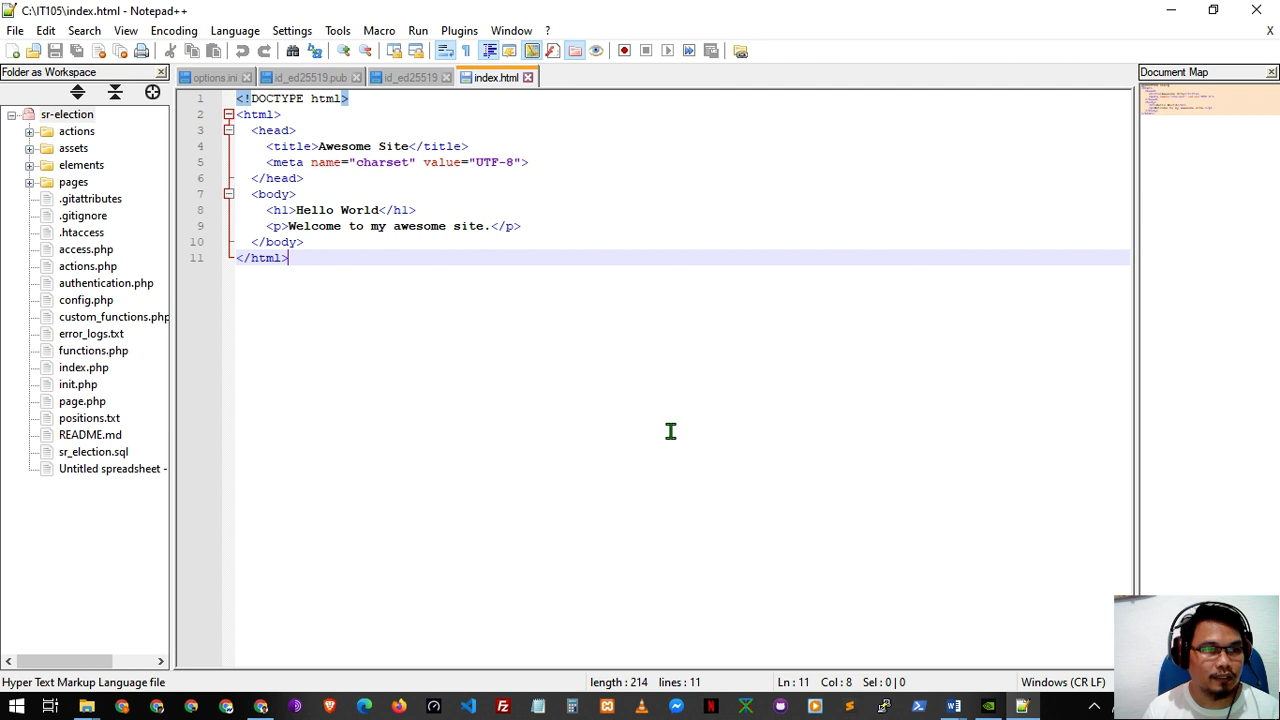 C:\IT105\index.html - Notepad++
File Edit Search View Encoding Language Settings Tools Macro Run Plugins Window ? X
Folder as Workspace
options.ini id_ed25519.pub id_ed25519 index.html
Document Map
sr-election
actions
assets
elements
pages
.gitattributes
.gitignore
.htaccess
access.php
actions.php
authentication.php
config.php
custom_functions.php
error_logs.txt
functions.php
index.php
init.php
page.php
positions.txt
README.md
sr_election.sql
Untitled spreadsheet -
1 <!DOCTYPE html>
2 <html>
3 <head>
4 <title>Awesome Site</title>
5 <meta name="charset" value="UTF-8">
6 </head>
7 <body>
8 <h1>Hello World</h1>
9 <p>Welcome to my awesome site.</p>
10 </body>
11 </html>
Hyper Text Markup Language file length : 214 lines : 11 Ln : 11 Col : 8 Sel : 0 | 0 Windows (CR LF)